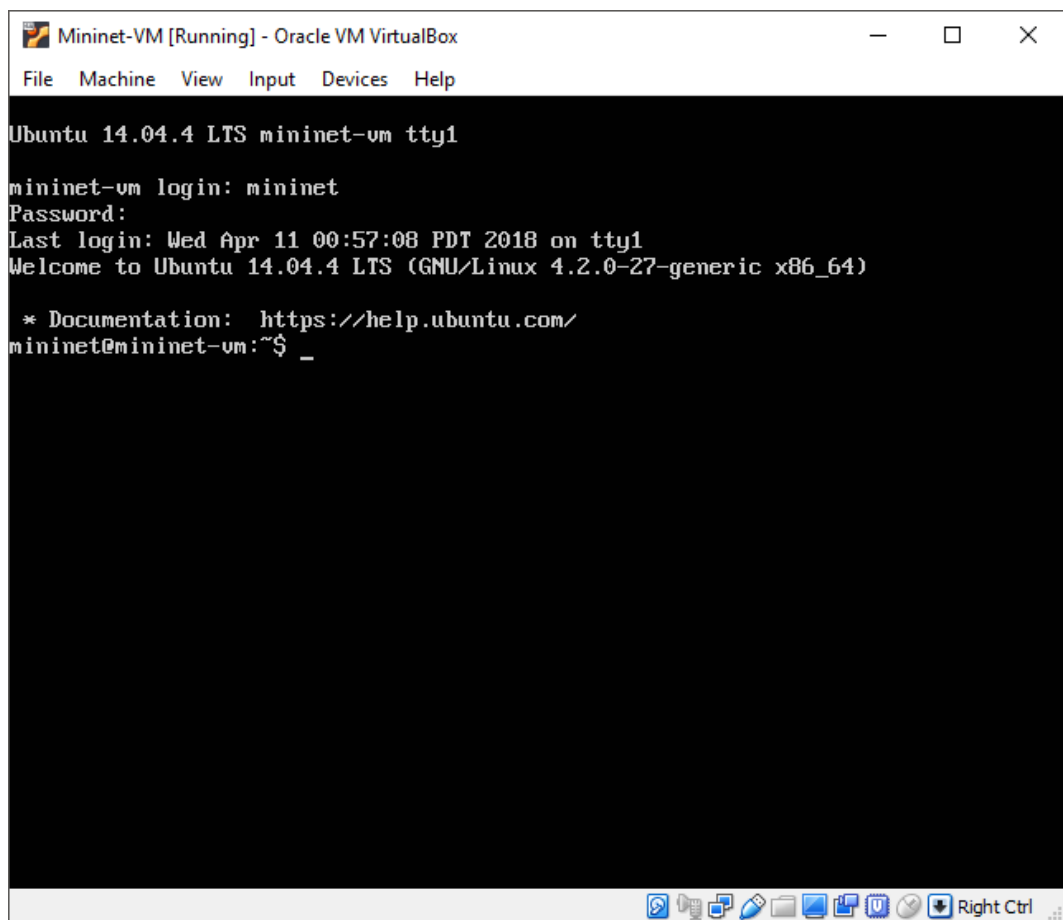 Mininet-VM [Running] - Oracle VM VirtualBox
File Machine View Input Devices Help
Ubuntu 14.04.4 LTS mininet-vm tty1
mininet-vm login: mininet
Password:
Last login: Wed Apr 11 00:57:08 PDT 2018 on tty1
Welcome to Ubuntu 14.04.4 LTS (GNU/Linux 4.2.0-27-generic x86_64)
* Documentation: https://help.ubuntu.com/
mininet@mininet-vm:~$ _
Right Ctrl